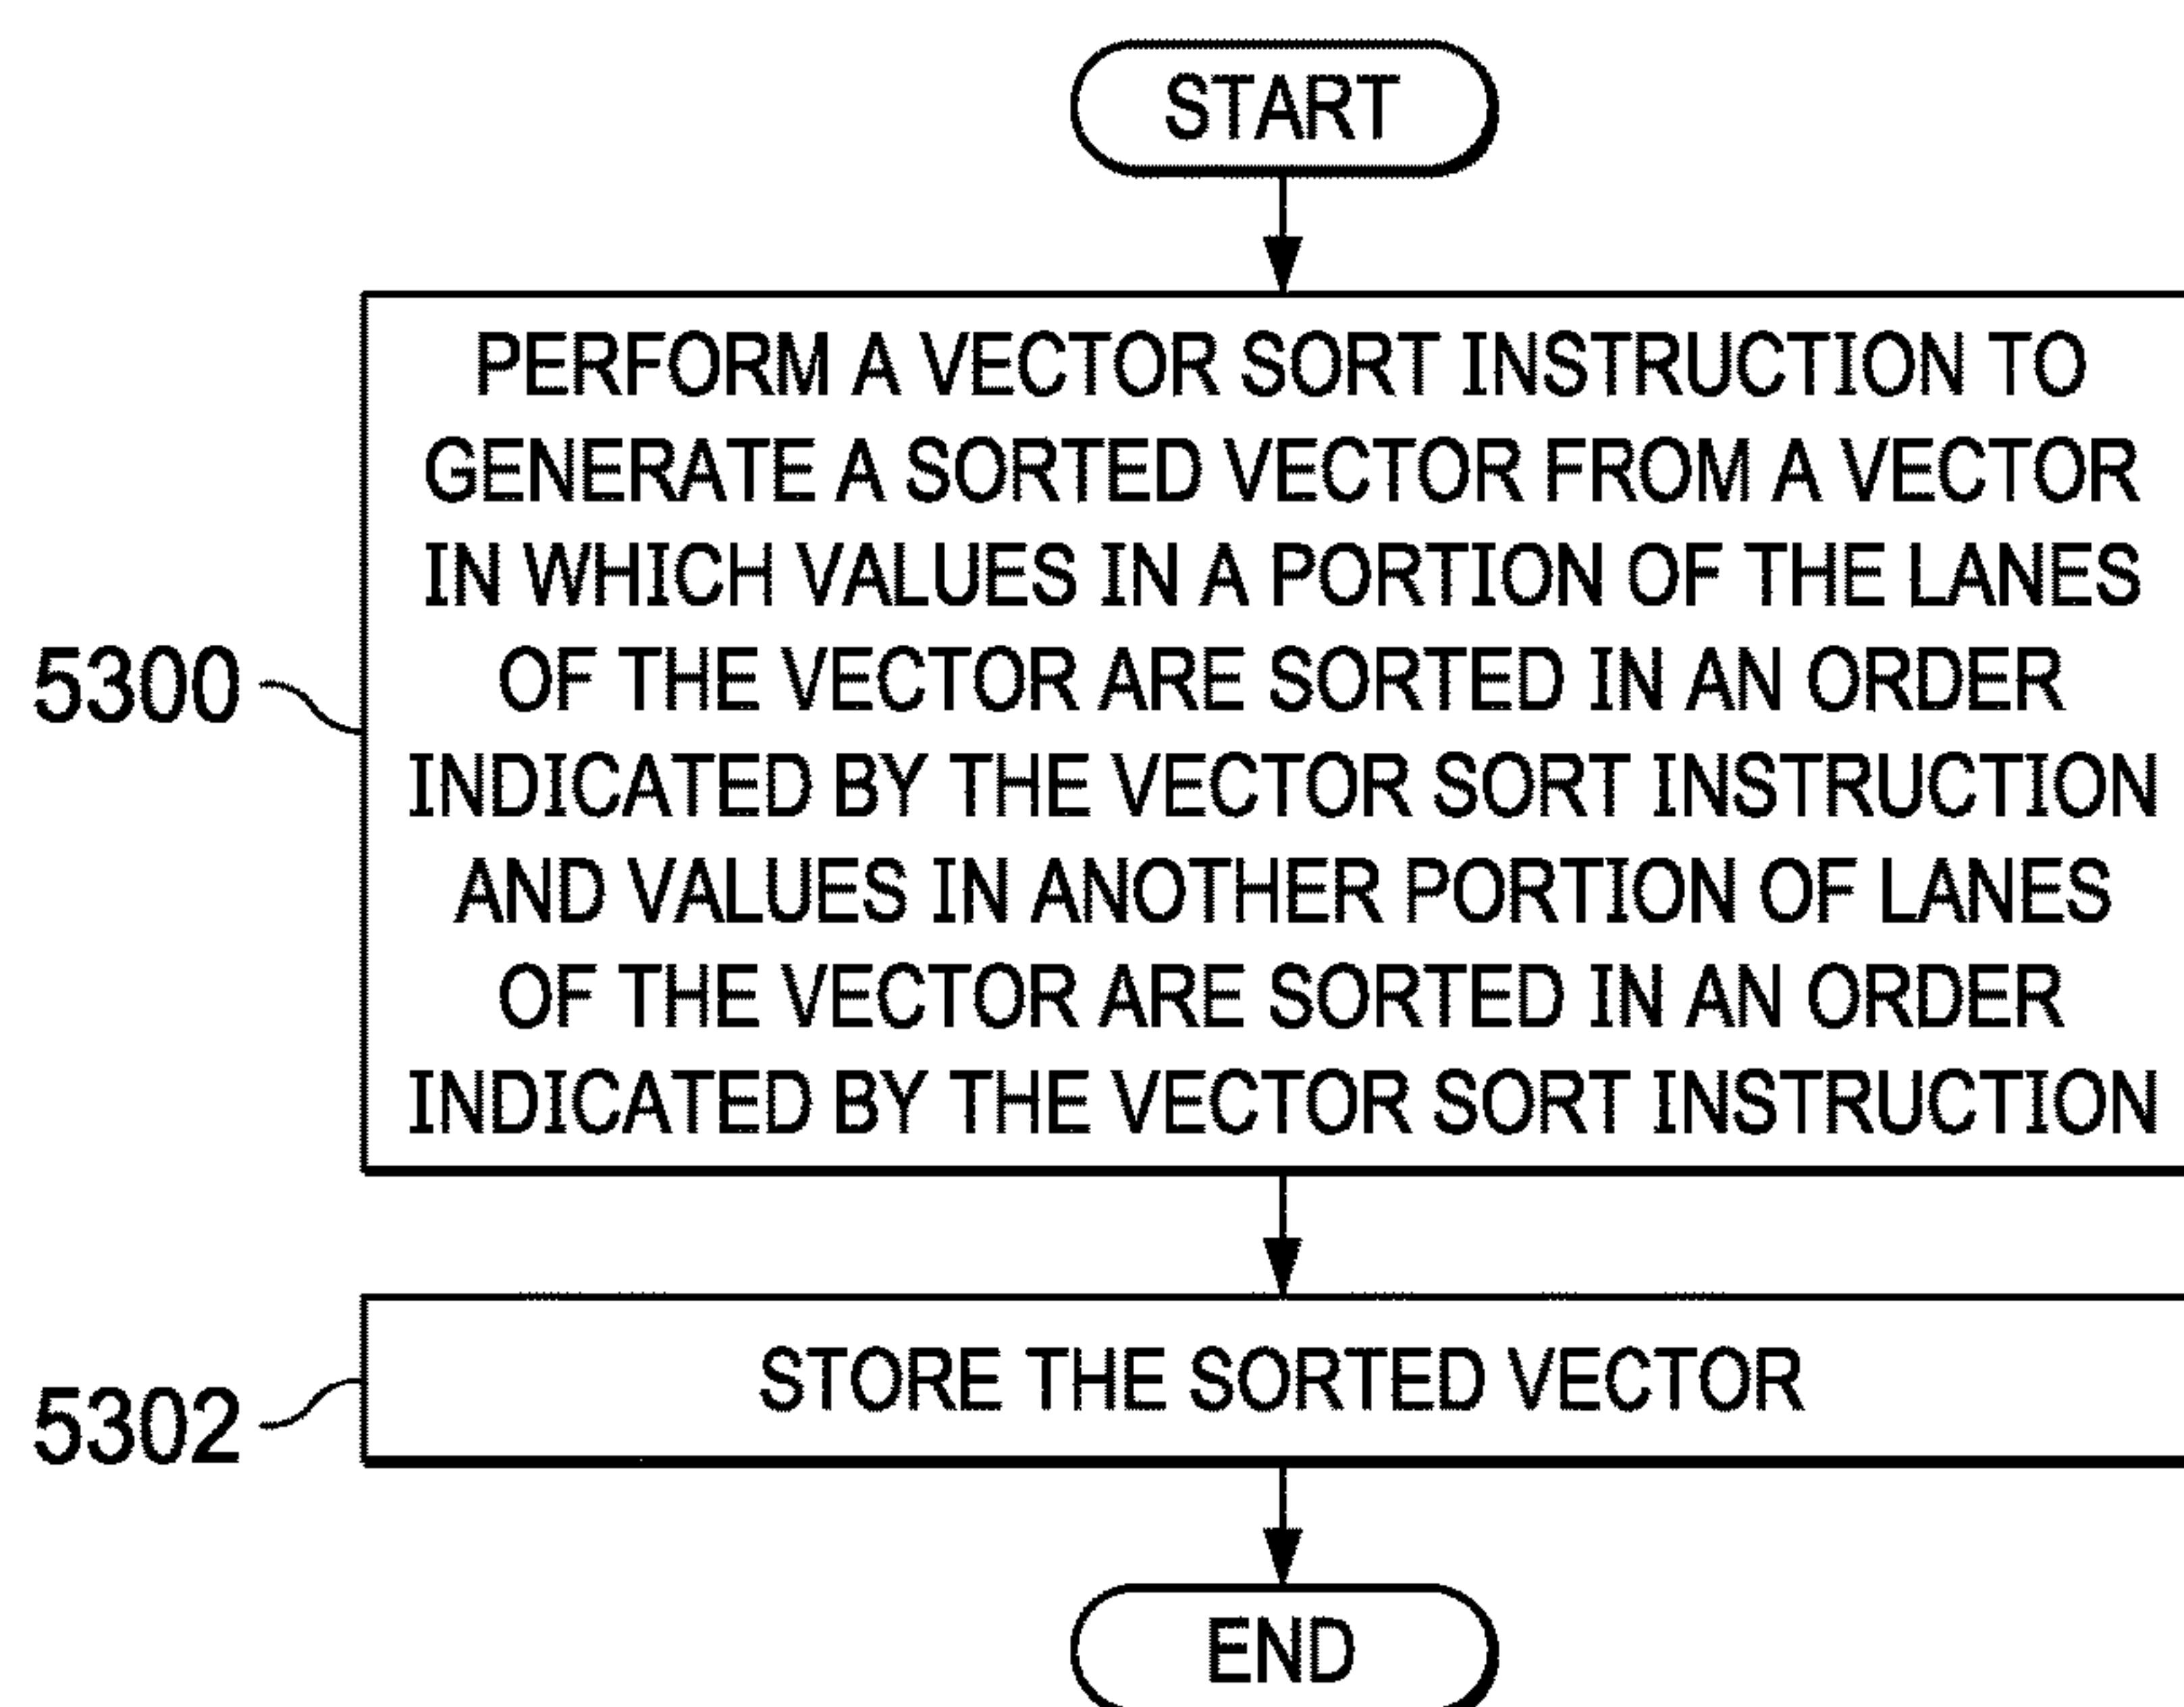 START
PERFORM A VECTOR SORT INSTRUCTION TO
GENERATE A SORTED VECTOR FROM A VECTOR
IN WHICH VALUES IN A PORTION OF THE LANES
OF THE VECTOR ARE SORTED IN AN ORDER
INDICATED BY THE VECTOR SORT INSTRUCTION
AND VALUES IN ANOTHER PORTION OF LANES
OF THE VECTOR ARE SORTED IN AN ORDER
INDICATED BY THE VECTOR SORT INSTRUCTION
5300
STORE THE SORTED VECTOR
5302
END